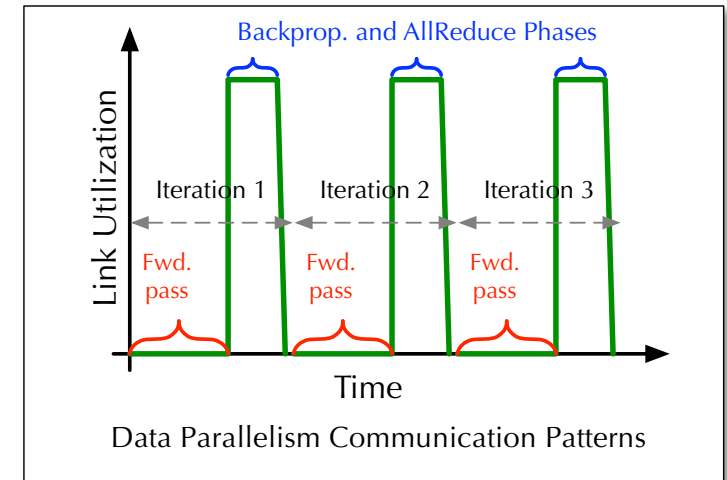 Backprop. and AllReduce Phases
Link Utilization
Iteration 1
Iteration 2
Iteration 3
Fwd.
pass
Fwd.
pass
Fwd.
pass
Time
Data Parallelism Communication Patterns